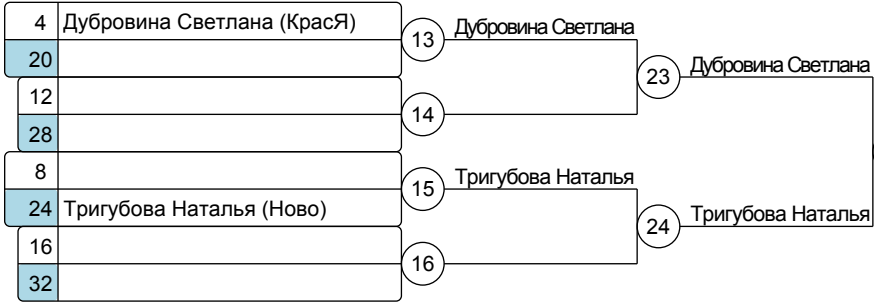 4 Дубровина Светлана (КрасЯ)
20
12
28
8
24 Тригубова Наталья (Ново)
16
32
13 Дубровина Светлана
14
15 Тригубова Наталья
16
23 Дубровина Светлана
24 Тригубова Наталья